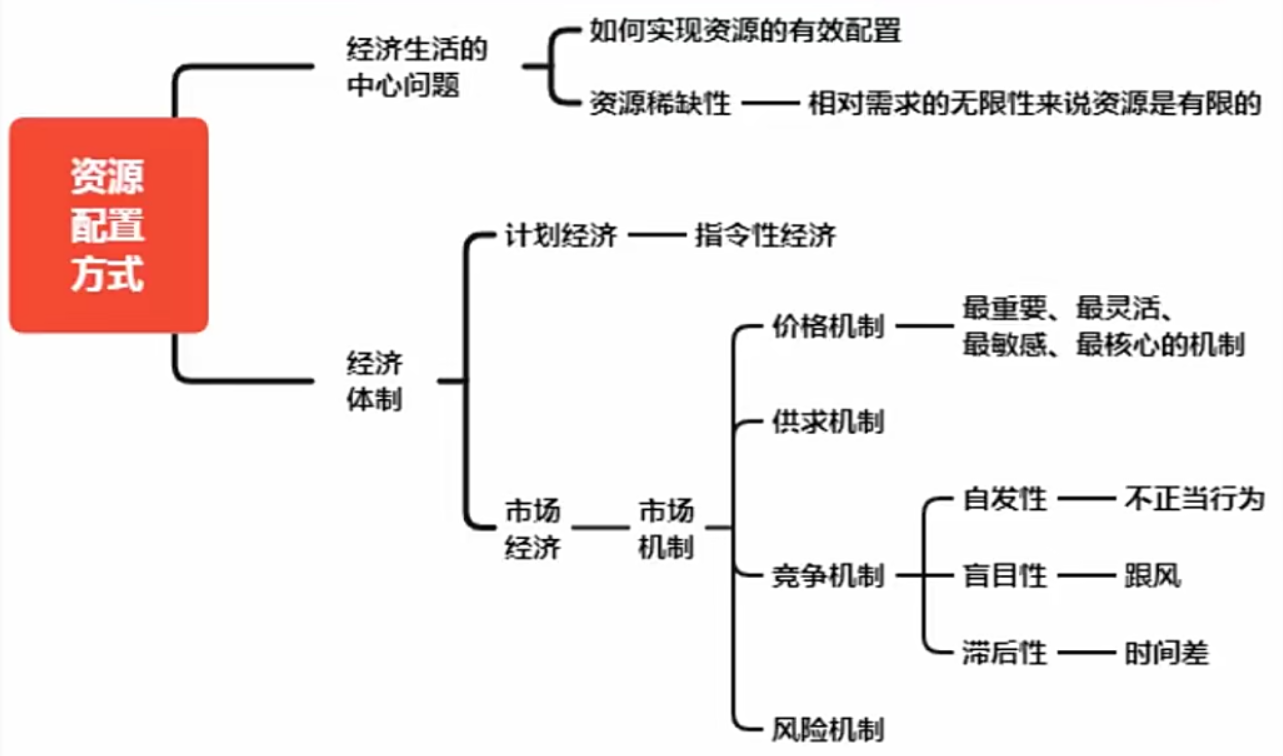 资源
配置
方式
经济生活的
中心问题
如何实现资源的有效配置
资源稀缺性
相对需求的无限性来说资源是有限的
经济
体制
计划经济
指令性经济
市场
经济
市场
机制
价格机制
最重要、最灵活、
最敏感、最核心的机制
供求机制
竞争机制
自发性
不正当行为
盲目性
跟风
滞后性
时间差
风险机制